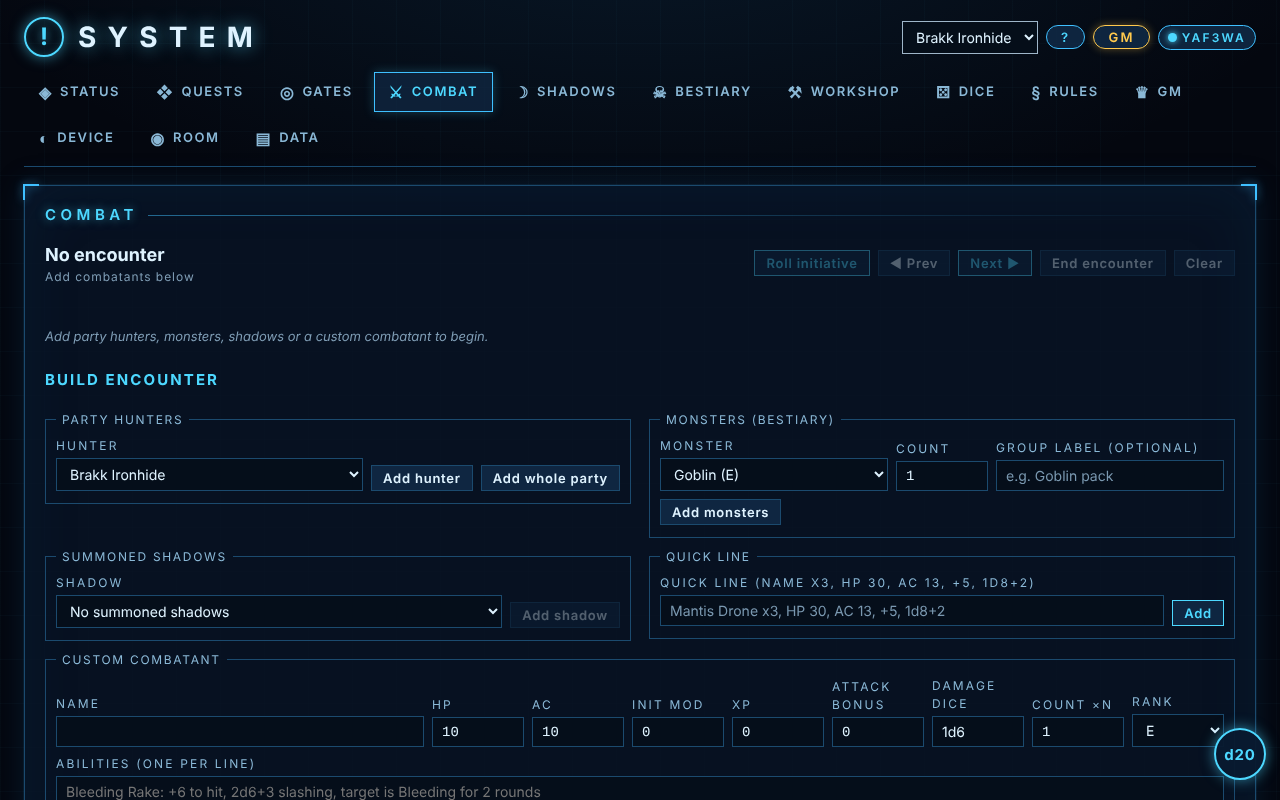 ! SYSTEM
Brakk Ironhide ? GM YAF3WA
STATUS QUESTS GATES COMBAT SHADOWS BESTIARY WORKSHOP DICE § RULES GM
DEVICE ROOM DATA
COMBAT
No encounter
Add combatants below
Roll initiative ◀ Prev Next ▶ End encounter Clear
Add party hunters, monsters, shadows or a custom combatant to begin.
BUILD ENCOUNTER
PARTY HUNTERS
HUNTER
Brakk Ironhide Add hunter Add whole party
MONSTERS (BESTIARY)
MONSTER COUNT GROUP LABEL (OPTIONAL)
Goblin (E) 1 e.g. Goblin pack
Add monsters
SUMMONED SHADOWS
SHADOW
No summoned shadows Add shadow
QUICK LINE
QUICK LINE (NAME X3, HP 30, AC 13, +5, 1D8+2)
Mantis Drone x3, HP 30, AC 13, +5, 1d8+2 Add
CUSTOM COMBATANT
NAME HP AC INIT MOD XP ATTACK BONUS DAMAGE DICE COUNT ×N RANK
10 10 0 0 0 1d6 1 E
d20
ABILITIES (ONE PER LINE)
Bleeding Rake: +6 to hit, 2d6+3 slashing, target is Bleeding for 2 rounds